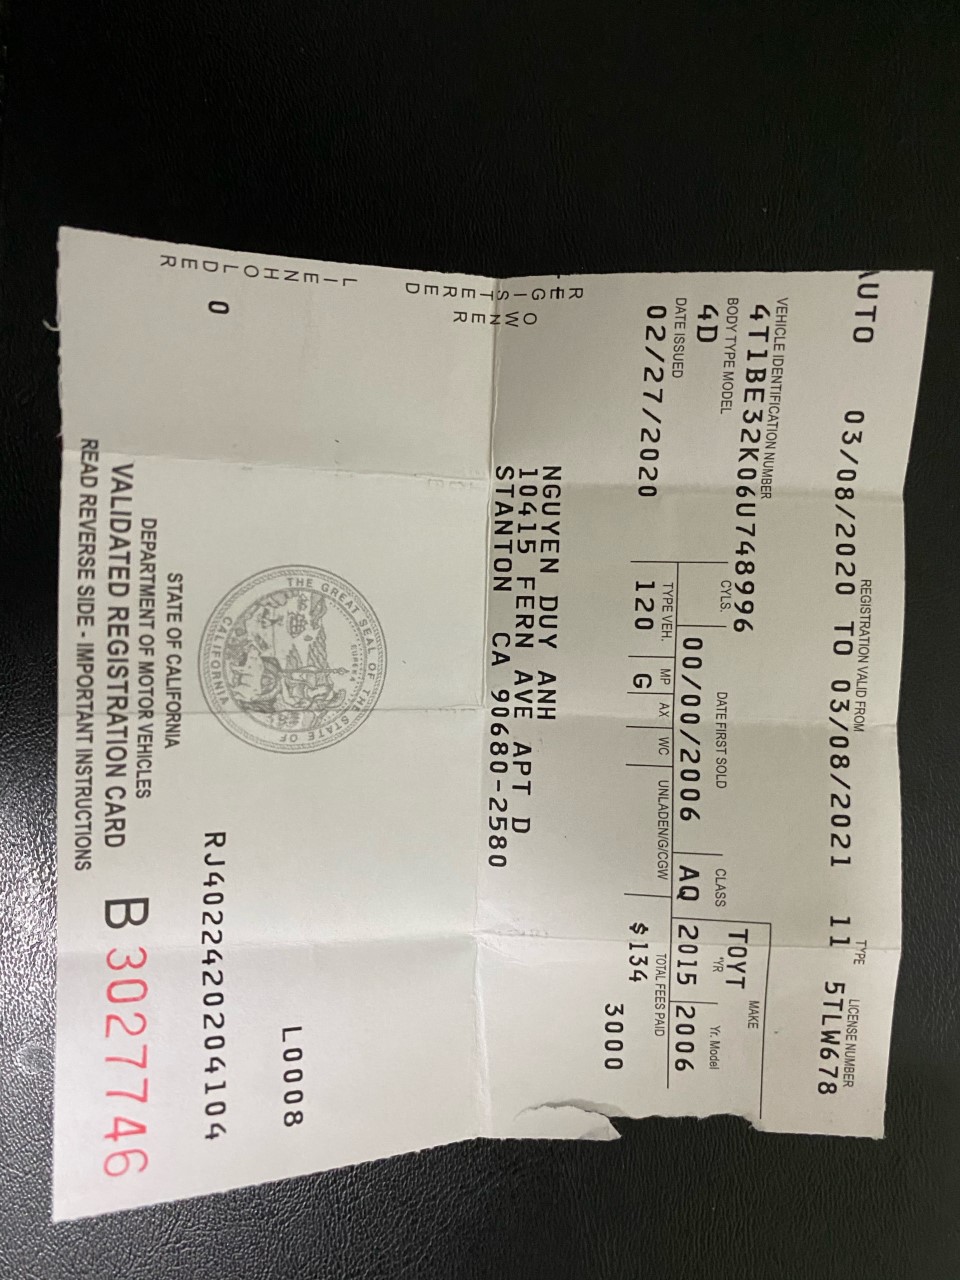 AUTO
REGISTRATION VALID FROM
03/08/2020 TO 03/08/2021
TYPE
11
LICENSE NUMBER
5TLW678
VEHICLE IDENTIFICATION NUMBER
4T1BE32K06U748996
MAKE
TOYT
BODY TYPE MODEL
4D
CYLS.
DATE FIRST SOLD
00/00/2006
CLASS
AQ
*YR
2015
Yr. Model
2006
DATE ISSUED
02/27/2020
TYPE VEH.
120
MP
G
AX
WC
UNLADEN/G/CGW
TOTAL FEES PAID
$134
3000
REGISTERED
OWNER
NGUYEN DUY ANH
10415 FERN AVE APT D
STANTON CA 90680-2580
LIENHOLDER
0
THE GREAT SEAL OF THE STATE OF
CALIFORNIA
EUREKA
L0008
RJ4022420204104
STATE OF CALIFORNIA
DEPARTMENT OF MOTOR VEHICLES
VALIDATED REGISTRATION CARD
READ REVERSE SIDE - IMPORTANT INSTRUCTIONS
B 3027746